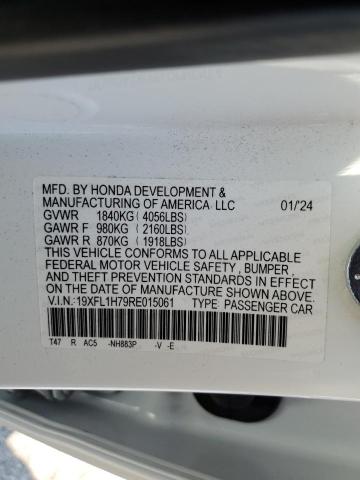 MFD. BY HONDA DEVELOPMENT &
MANUFACTURING OF AMERICA LLC 01/'24
GVWR 1840KG (4056LBS)
GAWR F 980KG (2160LBS)
GAWR R 870KG (1918LBS)
THIS VEHICLE CONFORMS TO ALL APPLICABLE
FEDERAL MOTOR VEHICLE SAFETY , BUMPER ,
AND THEFT PREVENTION STANDARDS IN EFFECT
ON THE DATE OF MANUFACTURE SHOWN ABOVE.
V.I.N.:19XFL1H79RE015061 TYPE: PASSENGER CAR
T47 R AC5 -NH883P -V -E